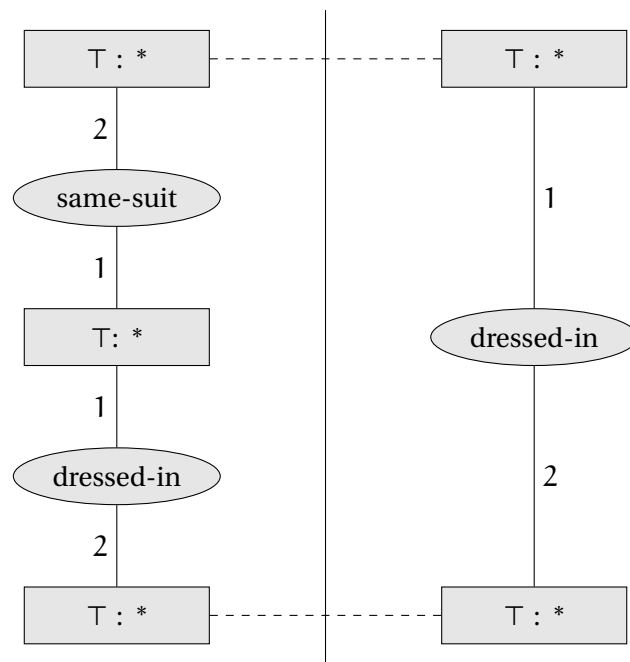 ⊤ : * ⊤ : *
2
same-suit
1
1
⊤: *
dressed-in
1
dressed-in
2
2
⊤ : * ⊤ : *